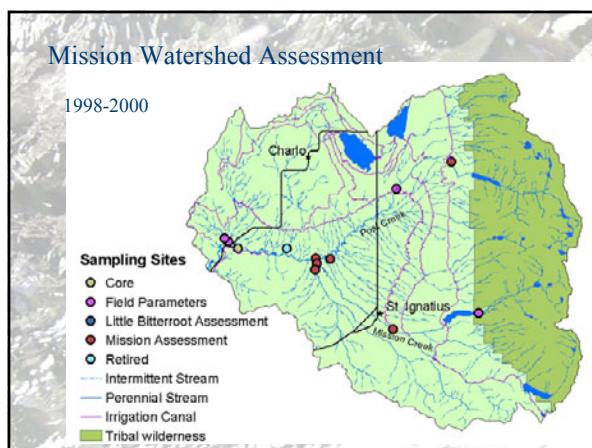 Mission Watershed Assessment
1998-2000
Charlo
Post Creek
St. Ignatius
Mission Creek
Sampling Sites
Core
Field Parameters
Little Bitterroot Assessment
Mission Assessment
Retired
Intermittent Stream
Perennial Stream
Irrigation Canal
Tribal wilderness